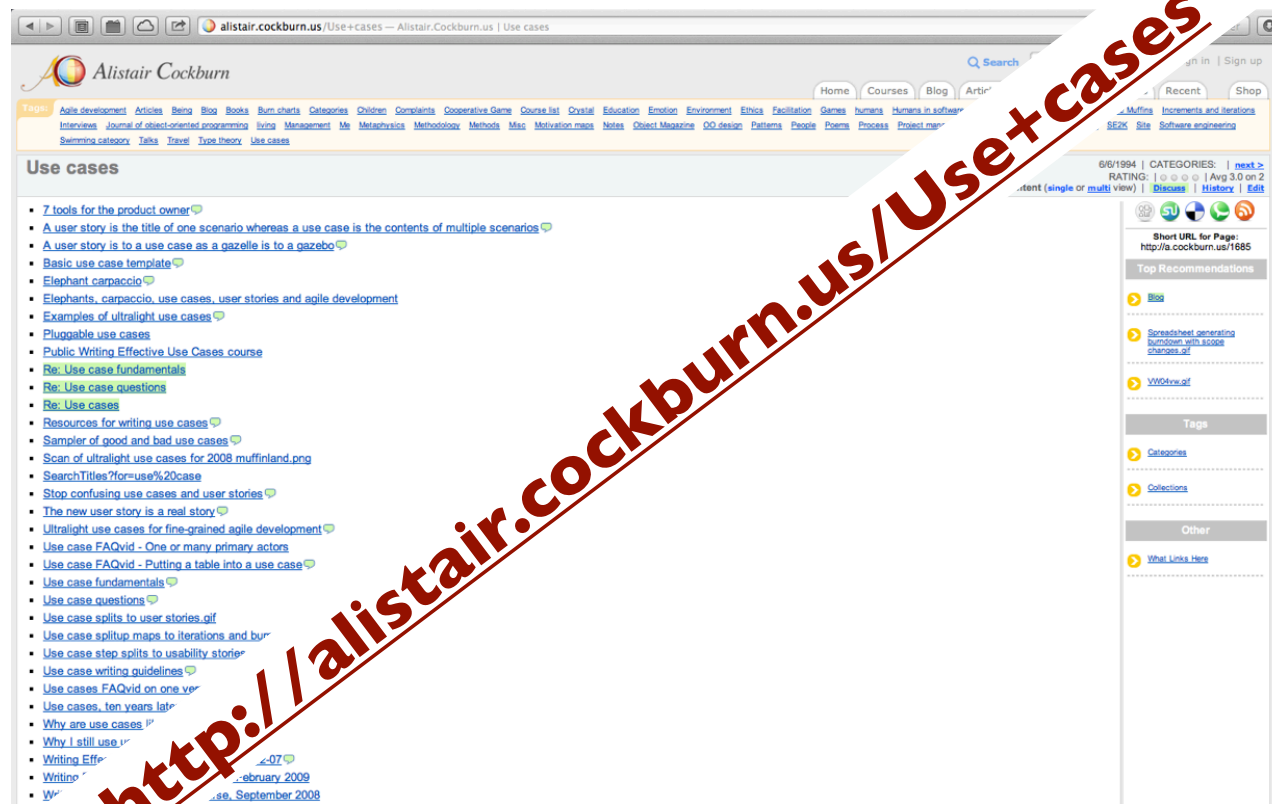 alistair.cockburn.us/Use+cases — Alistair.Cockburn.us | Use cases
Alistair Cockburn
Search
Sign up
Home Courses Blog Recent Shop
Tags: Agile development Articles Being Blog Books Burn charts Categories Children Complaints Cooperative Game Course list Crystal Education Emotion Environment Ethics Facilitation Games humans Humans in software Muffins Increments and iterations
Interviews Journal of object-oriented programming living Management Me Metaphysics Methodology Methods Misc Motivation maps Notes Object Magazine OO design Patterns People Poems Process Project SE2K Site Software engineering
Swimming category Talks Travel Type theory Use cases
Use cases
6/6/1994 | CATEGORIES: | next >
RATING: | Avg 3.0 on 2
(single or multi view) | Discuss | History | Edit
7 tools for the product owner
A user story is the title of one scenario whereas a use case is the contents of multiple scenarios
A user story is to a use case as a gazelle is to a gazebo
Basic use case template
Elephant carpaccio
Elephants, carpaccio, use cases, user stories and agile development
Examples of ultralight use cases
Pluggable use cases
Public Writing Effective Use Cases course
Re: Use case fundamentals
Re: Use case questions
Re: Use cases
Resources for writing use cases
Sampler of good and bad use cases
Scan of ultralight use cases for 2008 muffinland.png
SearchTitles?for=use%20case
Stop confusing use cases and user stories
The new user story is a real story
Ultralight use cases for fine-grained agile development
Use case FAQvid - One or many primary actors
Use case FAQvid - Putting a table into a use case
Use case fundamentals
Use case questions
Use case splits to user stories.gif
Use case splitup maps to iterations and
Use case step splits to usability stories
Use case writing guidelines
Use cases FAQvid on one
Use cases, ten years
Why are use cases
Why I still use
Writing
Writing February 2009
September 2008
Short URL for Page:
http://a.cockburn.us/1685
Top Recommendations
Blog
Spreadsheet generating
burndown with scope
changes.gif
VW04vw.gif
Tags
Categories
Collections
Other
What Links Here
http://alistair.cockburn.us/Use+cases